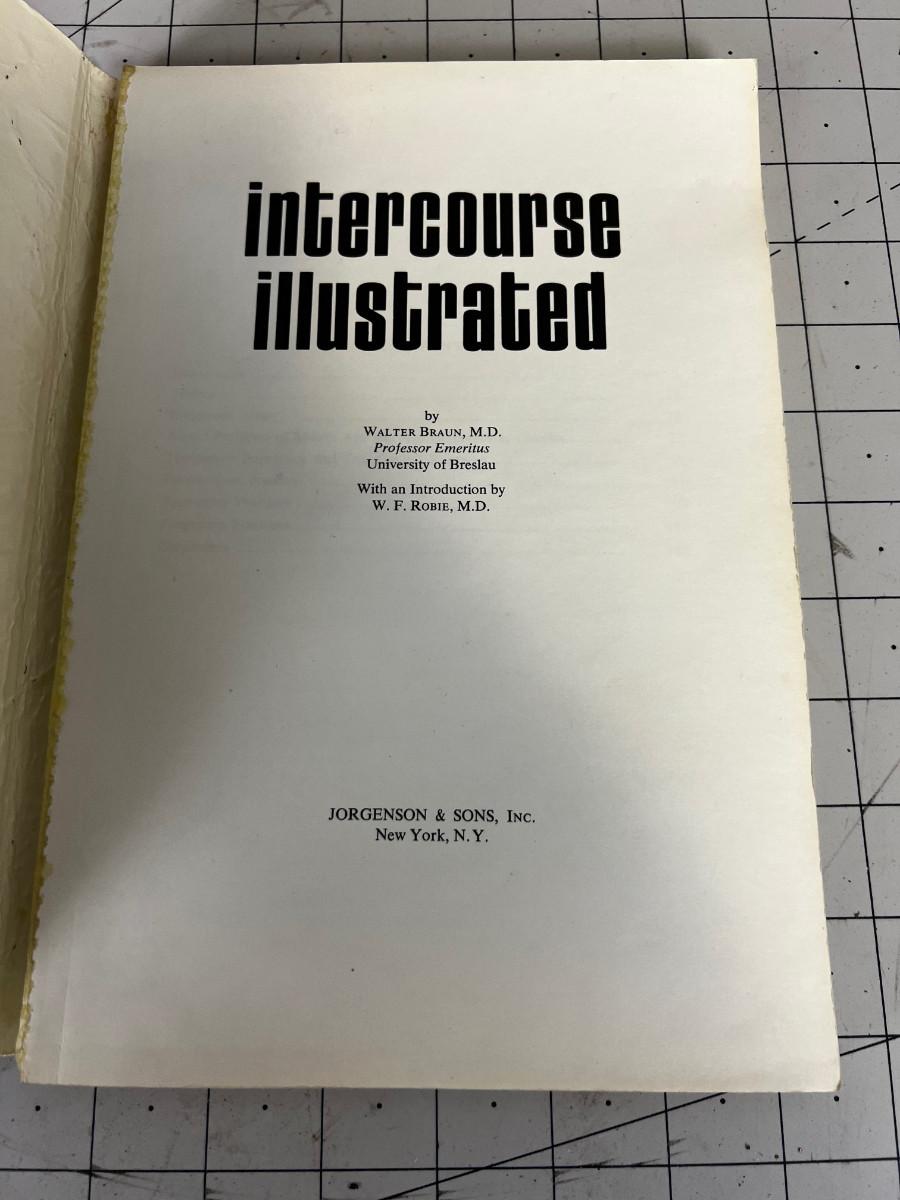 intercourse
illustrated
by
WALTER BRAUN, M.D.
Professor Emeritus
University of Breslau
With an Introduction by
W. F. ROBIE, M.D.
JORGENSON & SONS, INC.
New York, N.Y.